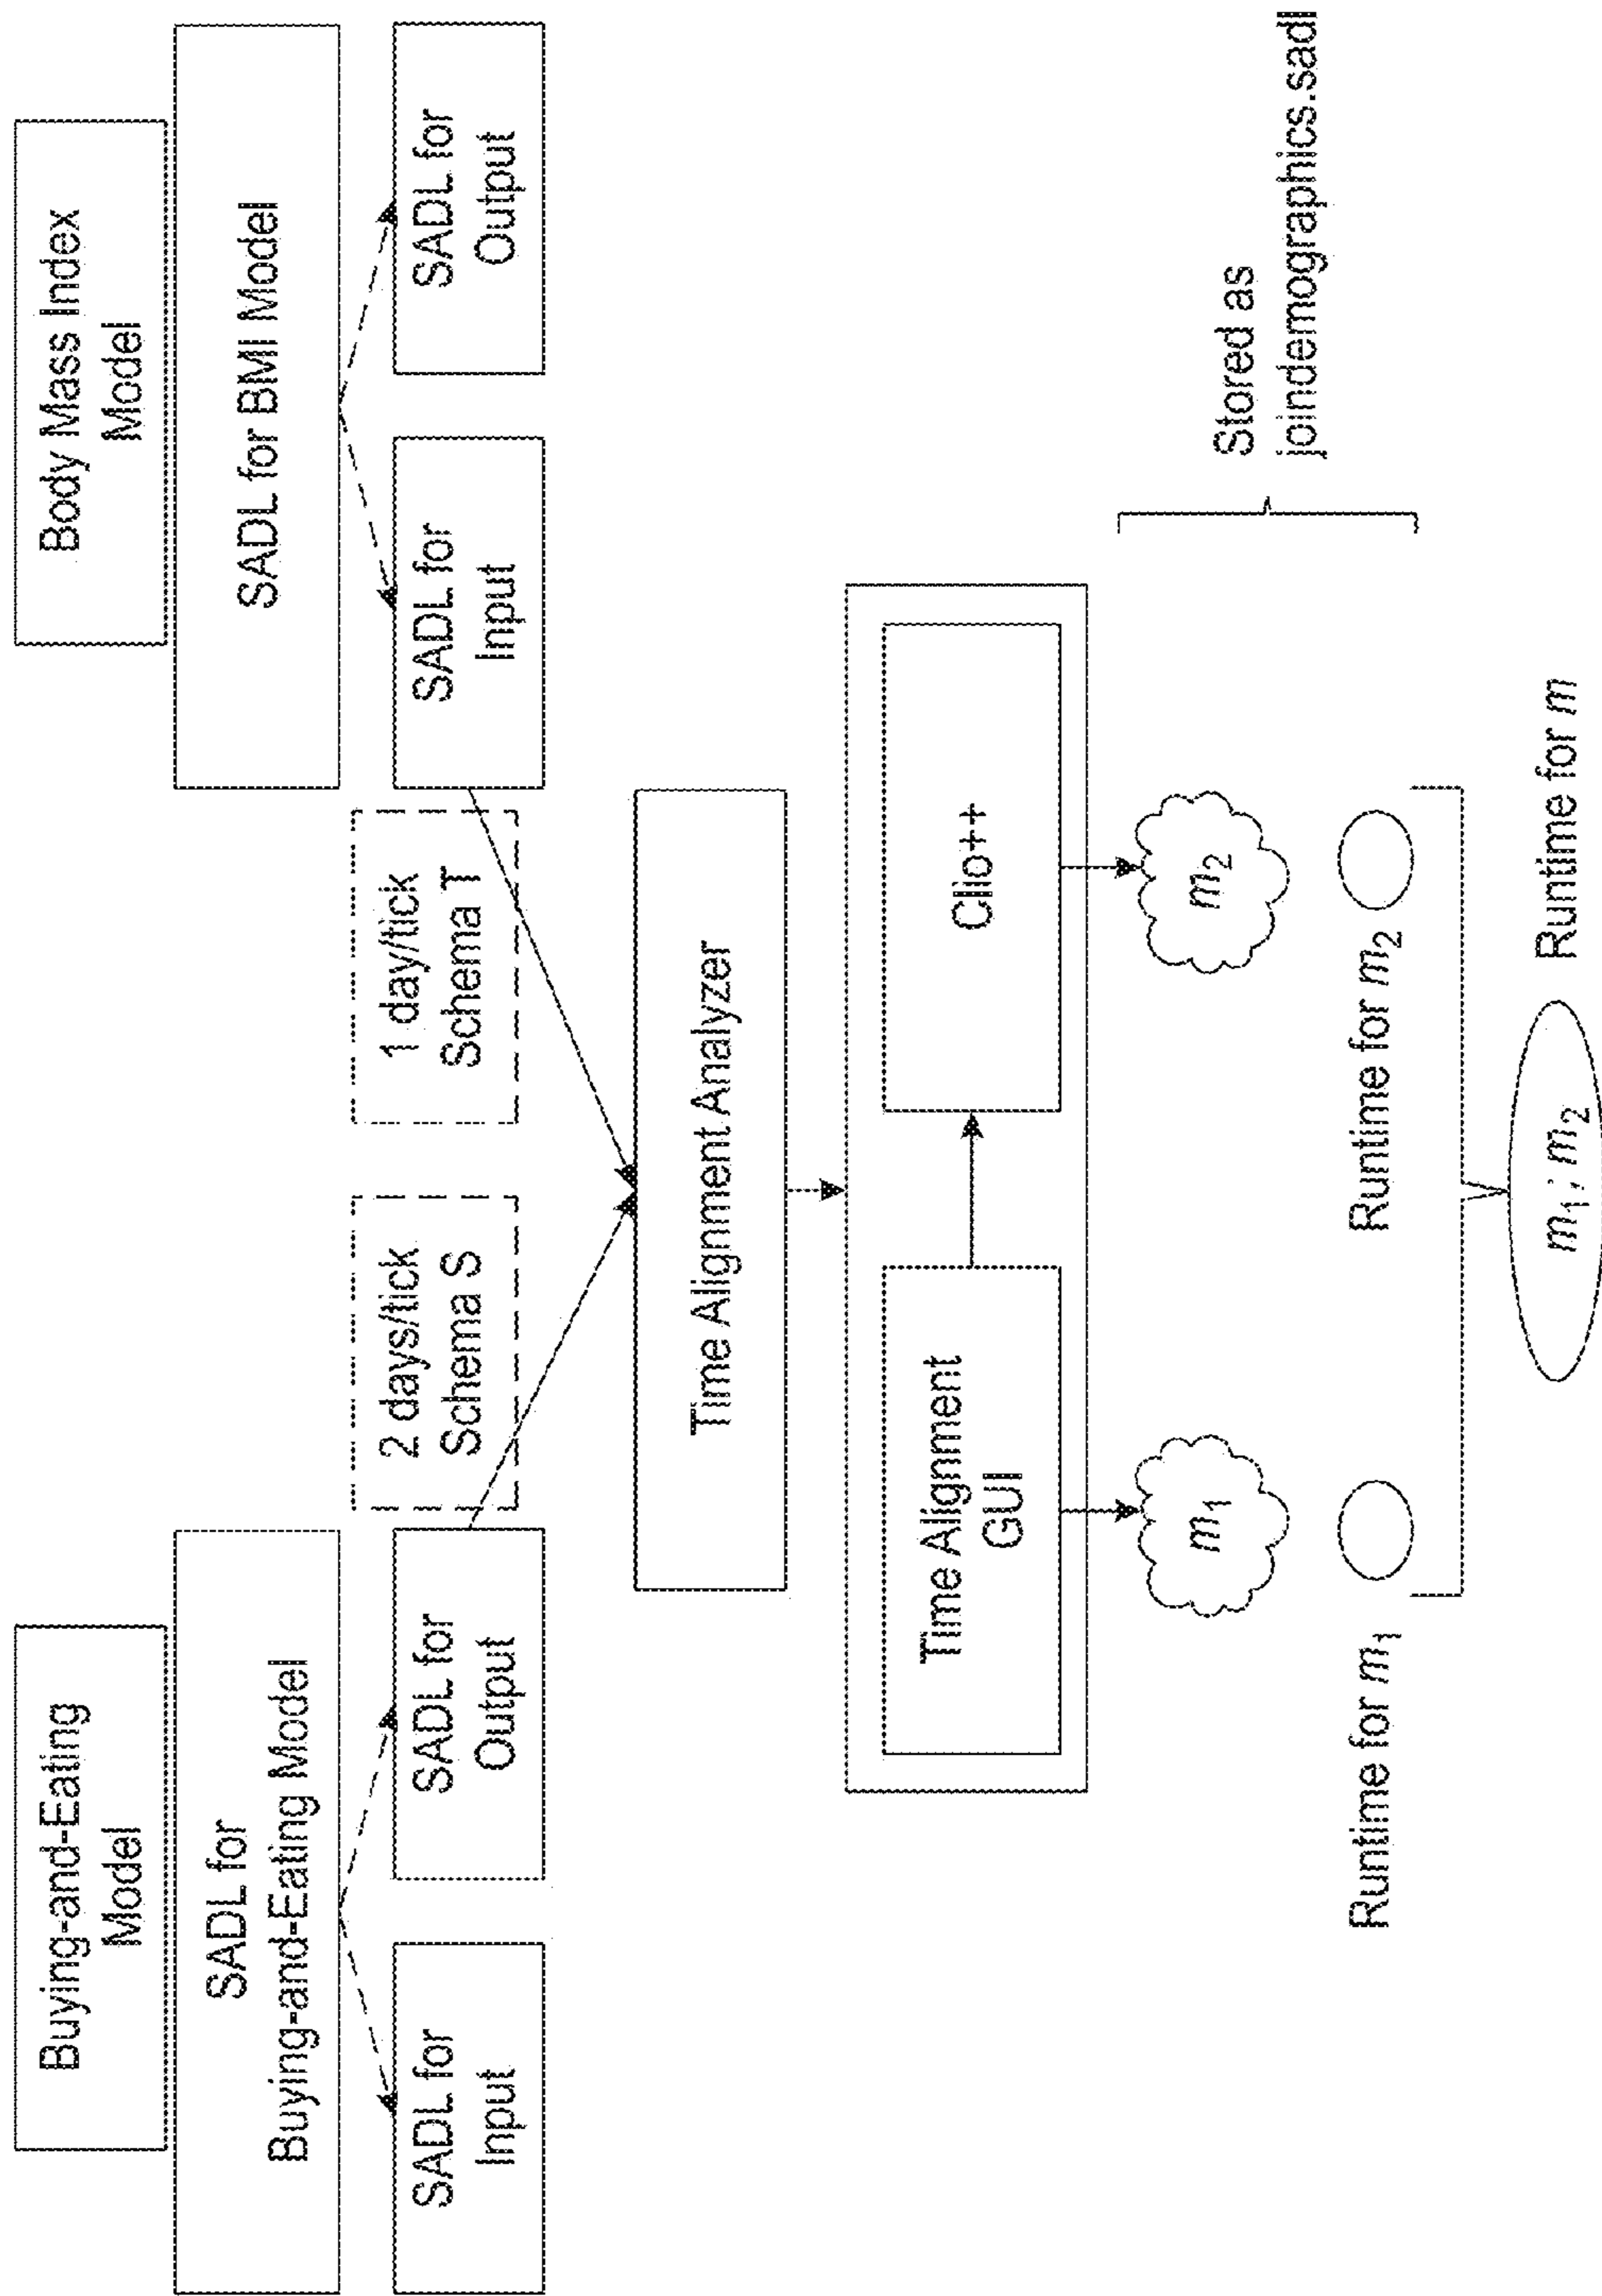 Buying-and-Eating
Model
SADL for
Buying-and-Eating Model
SADL for
Input
SADL for
Output
2 days/tick
Schema S
1 day/tick
Schema T
Body Mass Index
Model
SADL for BMI Model
SADL for
Input
SADL for
Output
Time Alignment Analyzer
Time Alignment
GUI
Clio++
m₁
m₂
Stored as
joindemographics.sadl
Runtime for m₁
Runtime for m₂
m₁; m₂
Runtime for m